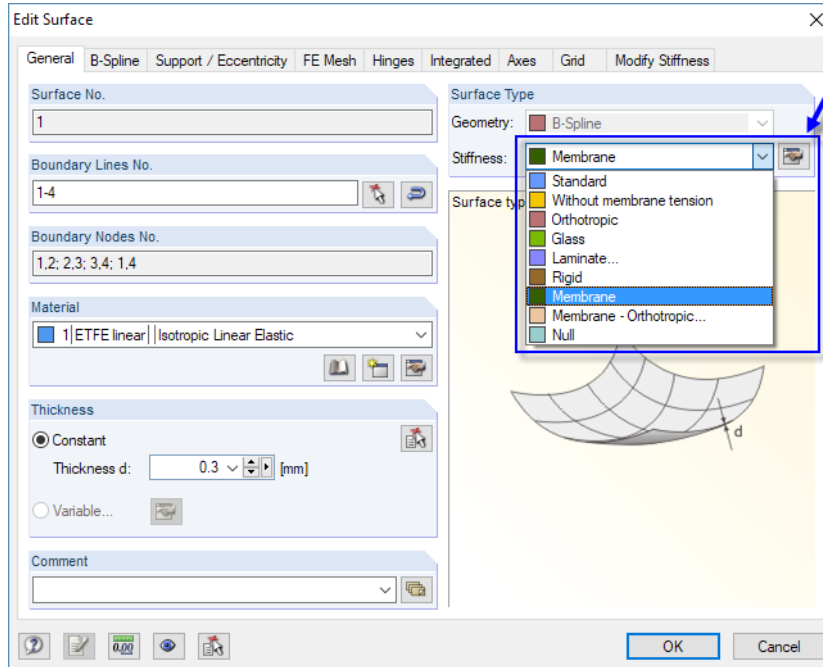 Edit Surface
General B-Spline Support / Eccentricity FE Mesh Hinges Integrated Axes Grid Modify Stiffness
Surface No.
1
Boundary Lines No.
1-4
Boundary Nodes No.
1,2; 2,3; 3,4; 1,4
Material
1 ETFE linear Isotropic Linear Elastic
Thickness
Constant
Thickness d: 0.3 [mm]
Variable...
Comment
Surface Type
Geometry: B-Spline
Stiffness: Membrane
Standard
Without membrane tension
Orthotropic
Glass
Laminate...
Rigid
Membrane
Membrane - Orthotropic...
Null
Surface typ
d
0.00
OK Cancel